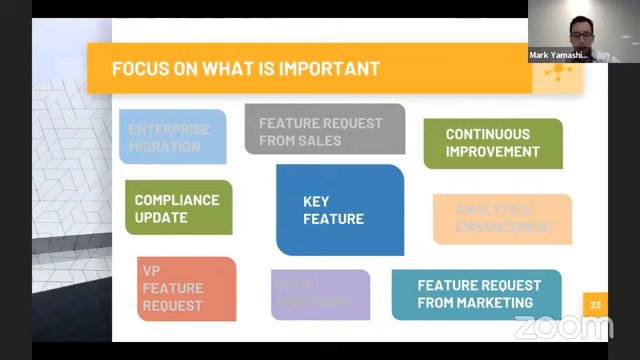 Mark Yamashi...
FOCUS ON WHAT IS IMPORTANT
ENTERPRISE
MIGRATION
FEATURE REQUEST
FROM SALES
CONTINUOUS
IMPROVEMENT
COMPLIANCE
UPDATE
KEY
FEATURE
ANALYTICS
ENHANCEMENT
VP
FEATURE
REQUEST
FEATURE REQUEST
FROM MARKETING
23
zoom